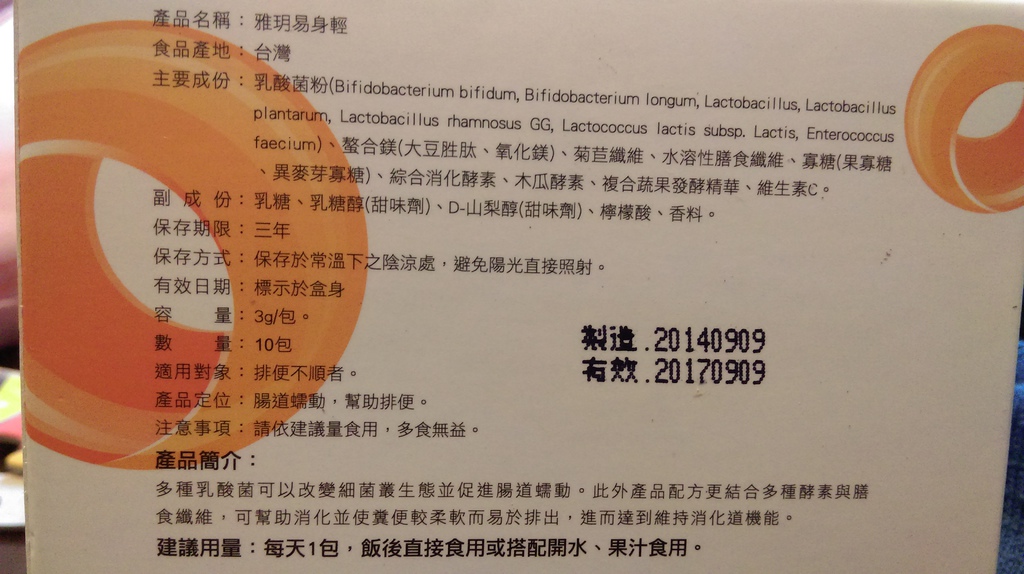 產品名稱：雅玥易身輕
食品產地：台灣
主要成份：乳酸菌粉(Bifidobacterium bifidum, Bifidobacterium longum, Lactobacillus, Lactobacillus
plantarum, Lactobacillus rhamnosus GG, Lactococcus lactis subsp. Lactis, Enterococcus
faecium)、螯合鎂(大豆胜肽、氧化鎂)、菊苣纖維、水溶性膳食纖維、寡糖(果寡糖
、異麥芽寡糖)、綜合消化酵素、木瓜酵素、複合蔬果發酵精華、維生素C。
副成份：乳糖、乳糖醇(甜味劑)、D-山梨醇(甜味劑)、檸檬酸、香料。
保存期限：三年
保存方式：保存於常溫下之陰涼處，避免陽光直接照射。
有效日期：標示於盒身
容量：3g/包。
數量：10包
製造.20140909
有效.20170909
適用對象：排便不順者。
產品定位：腸道蠕動，幫助排便。
注意事項：請依建議量食用，多食無益。
產品簡介：
多種乳酸菌可以改變細菌叢生態並促進腸道蠕動。此外產品配方更結合多種酵素與膳
食纖維，可幫助消化並使糞便較柔軟而易於排出，進而達到維持消化道機能。
建議用量：每天1包，飯後直接食用或搭配開水、果汁食用。